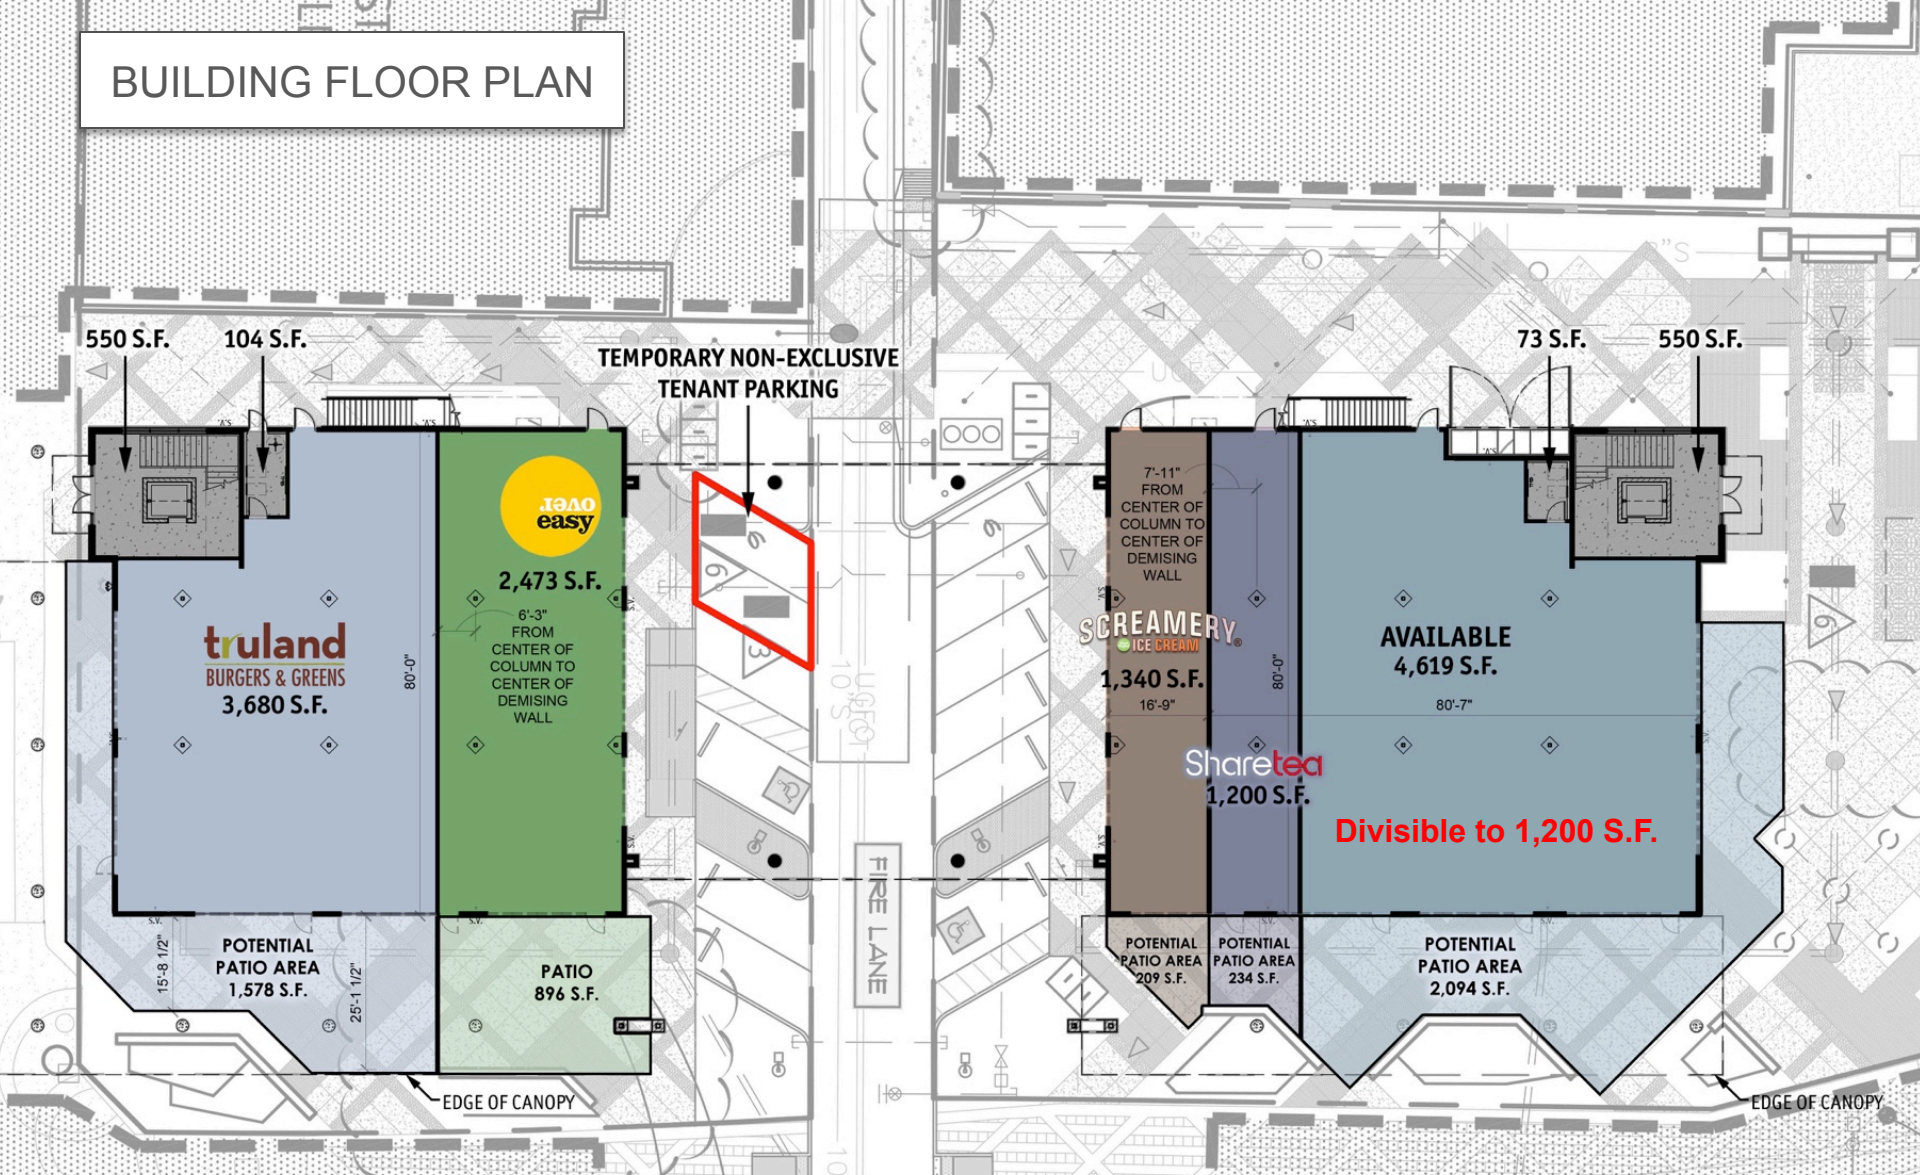 BUILDING FLOOR PLAN
550 S.F.
104 S.F.
TEMPORARY NON-EXCLUSIVE
TENANT PARKING
73 S.F.
550 S.F.
over
easy
2,473 S.F.
6'-3"
FROM
CENTER OF
COLUMN TO
CENTER OF
DEMISING
WALL
truland
BURGERS & GREENS
3,680 S.F.
80'-0"
7'-11"
FROM
CENTER OF
COLUMN TO
CENTER OF
DEMISING
WALL
SCREAMERY
ICE CREAM
1,340 S.F.
16'-9"
80'-0"
Sharetea
1,200 S.F.
AVAILABLE
4,619 S.F.
80'-7"
Divisible to 1,200 S.F.
FIRE LANE
POTENTIAL
PATIO AREA
1,578 S.F.
15'-8 1/2"
25'-1 1/2"
PATIO
896 S.F.
POTENTIAL
PATIO AREA
209 S.F.
POTENTIAL
PATIO AREA
234 S.F.
POTENTIAL
PATIO AREA
2,094 S.F.
EDGE OF CANOPY
EDGE OF CANOPY